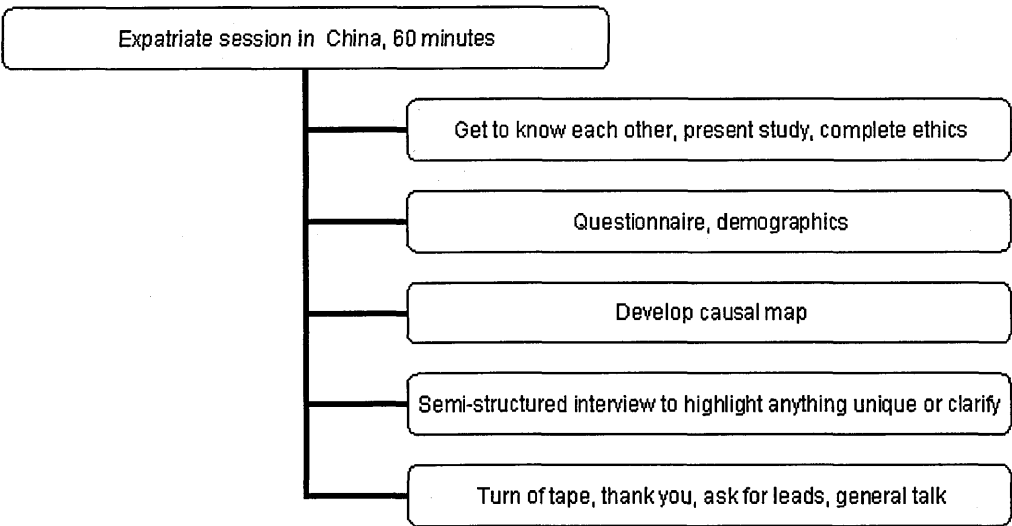 Expatriate session in China, 60 minutes
Get to know each other, present study, complete ethics
Questionnaire, demographics
Develop causal map
Semi-structured interview to highlight anything unique or clarify
Turn of tape, thank you, ask for leads, general talk